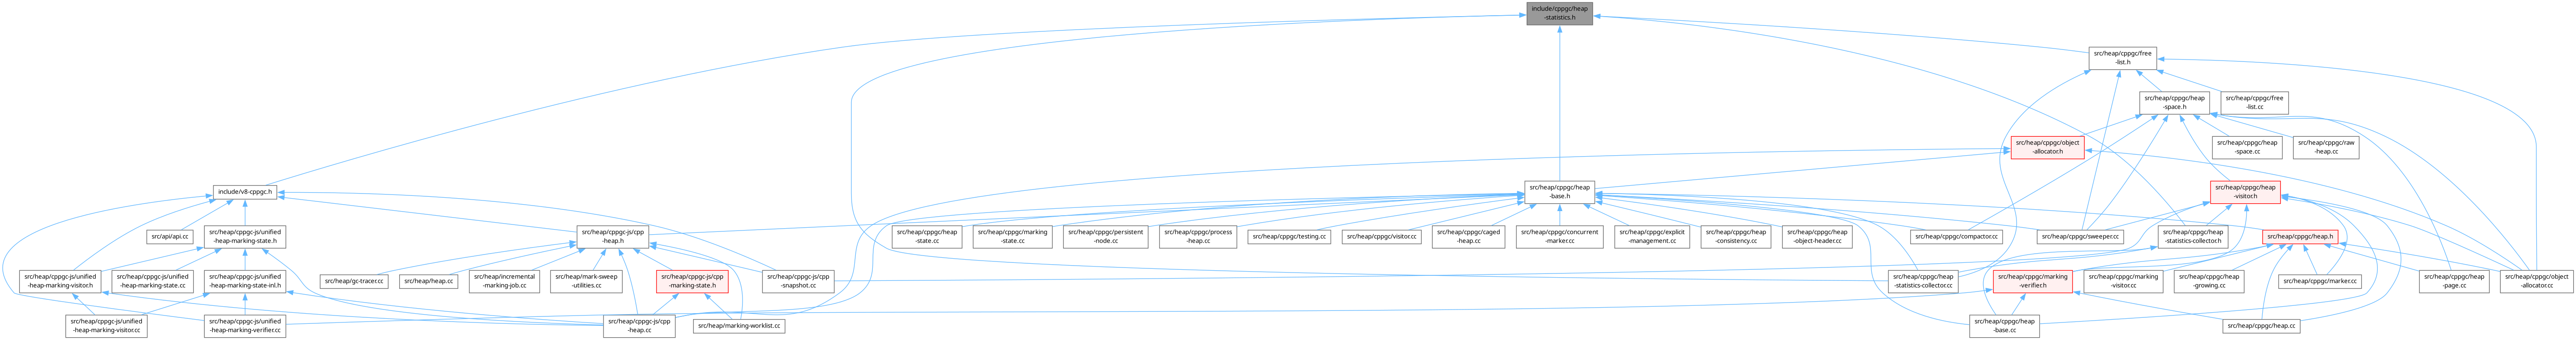 include/cppgc/heap
-statistics.h
src/heap/cppgc/free
-list.h
src/heap/cppgc/heap
-space.h
src/heap/cppgc/free
-list.cc
src/heap/cppgc/object
-allocator.h
src/heap/cppgc/heap
-space.cc
src/heap/cppgc/raw
-heap.cc
include/v8-cppgc.h
src/heap/cppgc/heap
-base.h
src/heap/cppgc/heap
-visitor.h
src/api/api.cc
src/heap/cppgc-js/unified
-heap-marking-state.h
src/heap/cppgc-js/cpp
-heap.h
src/heap/cppgc/heap
-state.cc
src/heap/cppgc/marking
-state.cc
src/heap/cppgc/persistent
-node.cc
src/heap/cppgc/process
-heap.cc
src/heap/cppgc/testing.cc
src/heap/cppgc/visitor.cc
src/heap/cppgc/caged
-heap.cc
src/heap/cppgc/concurrent
-marker.cc
src/heap/cppgc/explicit
-management.cc
src/heap/cppgc/heap
-consistency.cc
src/heap/cppgc/heap
-object-header.cc
src/heap/cppgc/compactor.cc
src/heap/cppgc/sweeper.cc
src/heap/cppgc/heap
-statistics-collector.h
src/heap/cppgc/heap.h
src/heap/cppgc-js/unified
-heap-marking-visitor.h
src/heap/cppgc-js/unified
-heap-marking-state.cc
src/heap/cppgc-js/unified
-heap-marking-state-inl.h
src/heap/gc-tracer.cc
src/heap/heap.cc
src/heap/incremental
-marking-job.cc
src/heap/mark-sweep
-utilities.cc
src/heap/cppgc-js/cpp
-marking-state.h
src/heap/cppgc-js/cpp
-snapshot.cc
src/heap/cppgc/heap
-statistics-collector.cc
src/heap/cppgc/marking
-verifier.h
src/heap/cppgc/marking
-visitor.cc
src/heap/cppgc/heap
-growing.cc
src/heap/cppgc/marker.cc
src/heap/cppgc/heap
-page.cc
src/heap/cppgc/object
-allocator.cc
src/heap/cppgc-js/unified
-heap-marking-visitor.cc
src/heap/cppgc-js/unified
-heap-marking-verifier.cc
src/heap/cppgc-js/cpp
-heap.cc
src/heap/marking-worklist.cc
src/heap/cppgc/heap
-base.cc
src/heap/cppgc/heap.cc